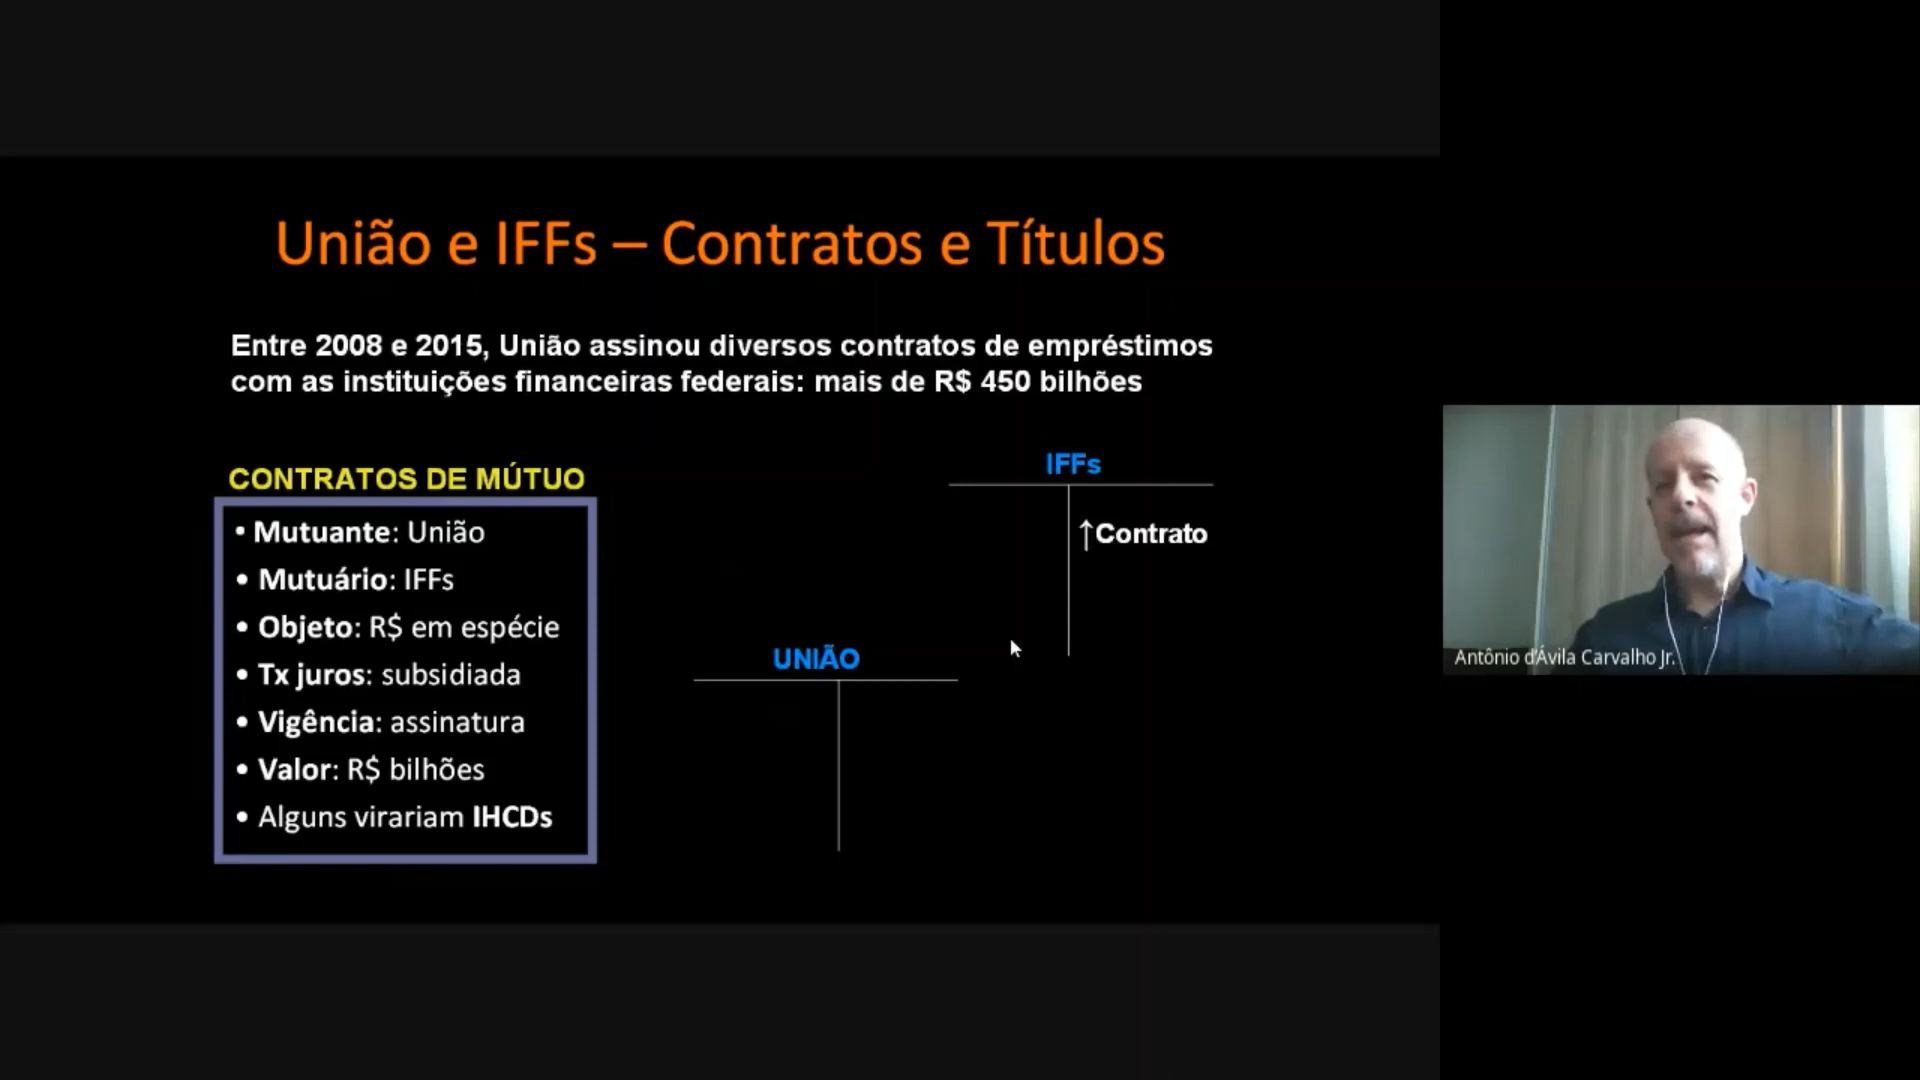 União e IFFs – Contratos e Títulos
Entre 2008 e 2015, União assinou diversos contratos de empréstimos
com as instituições financeiras federais: mais de R$ 450 bilhões
CONTRATOS DE MÚTUO
• Mutuante: União
• Mutuário: IFFs
• Objeto: R$ em espécie
• Tx juros: subsidiada
• Vigência: assinatura
• Valor: R$ bilhões
• Alguns virariam IHCDs
IFFs
↑Contrato
UNIÃO
Antônio d'Ávila Carvalho Jr.